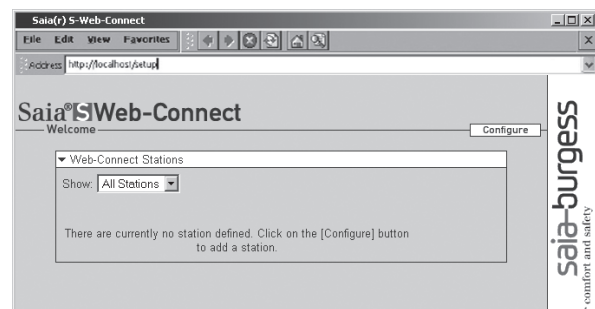 Saia(r) S-Web-Connect
File Edit View Favorites
Address http://localhost/setup
Saia®SWeb-Connect
Welcome
Configure
Web-Connect Stations
Show: All Stations
There are currently no station defined. Click on the [Configure] button
to add a station.
saia-burgess
comfort and safety